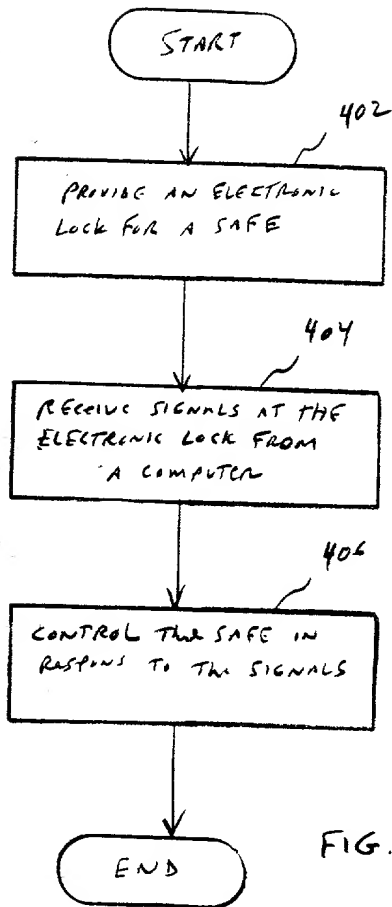 START
402
PROVIDE AN ELECTRONIC
LOCK FOR A SAFE
404
RECEIVE SIGNALS AT THE
ELECTRONIC LOCK FROM
A COMPUTER
406
CONTROL The SAFE IN
RESPONS TO The SIGNALS
END
FIG.